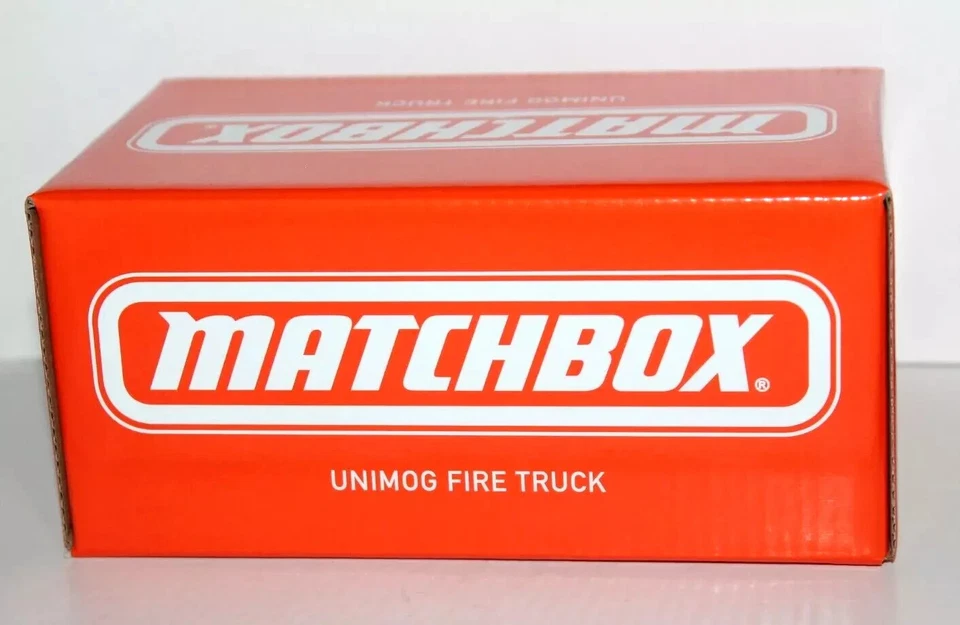 UNIMOG FIRE TRUCK
MATCHBOX®
MATCHBOX®
UNIMOG FIRE TRUCK